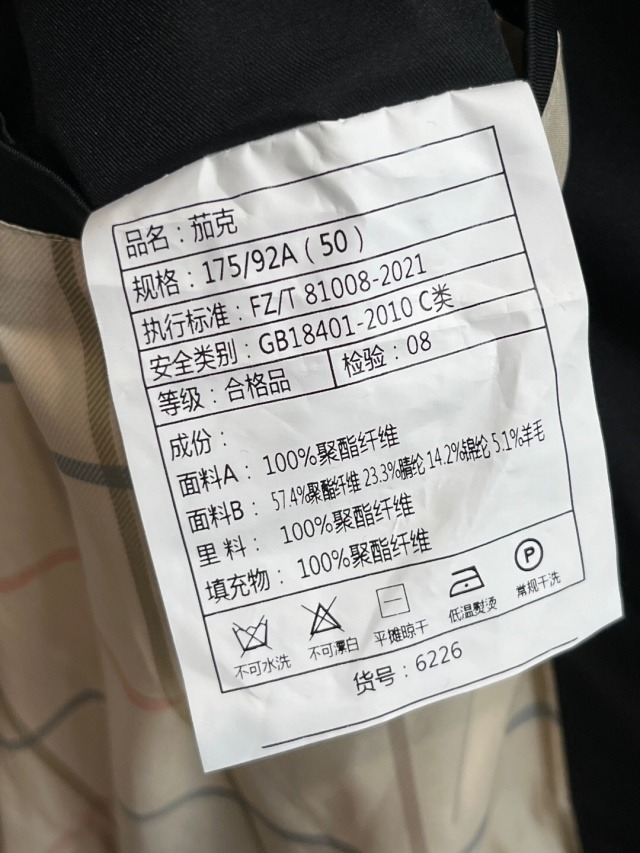 品名：茄克
规格：175/92A（50）
执行标准：FZ/T 81008-2021
安全类别：GB18401-2010 C类
等级：合格品 检验：08
成份：
面料A：100%聚酯纤维
面料B：57.4%聚酯纤维 23.3%腈纶 14.2%锦纶 5.1%羊毛
里 料：100%聚酯纤维
填充物：100%聚酯纤维
P
不可水洗 不可漂白 平摊晾干 低温熨烫 常规干洗
货号：6226